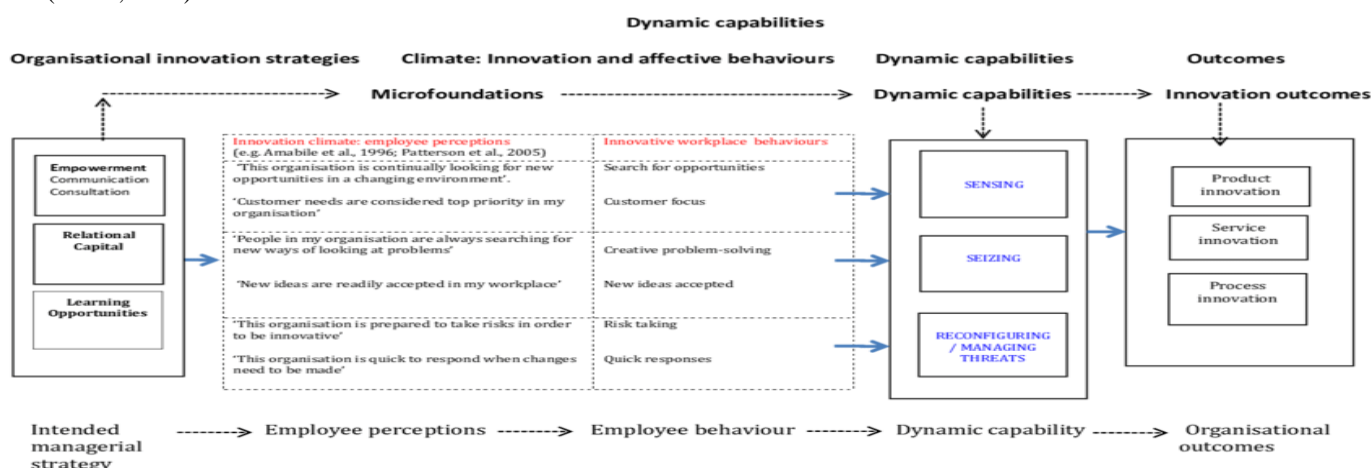 Dynamic capabilities
Organisational innovation strategies
Climate: Innovation and affective behaviours
Dynamic capabilities
Outcomes
Microfoundations
Dynamic capabilities
Innovation outcomes
Empowerment
Communication
Consultation
Relational
Capital
Learning
Opportunities
Innovation climate: employee perceptions
(e.g. Amabile et al., 1996; Patterson et al., 2005)
Innovative workplace behaviours
'This organisation is continually looking for new
opportunities in a changing environment'.
Search for opportunities
'Customer needs are considered top priority in my
organisation'
Customer focus
'People in my organisation are always searching for
new ways of looking at problems'
Creative problem-solving
'New ideas are readily accepted in my workplace'
New ideas accepted
'This organisation is prepared to take risks in order
to be innovative'
Risk taking
'This organisation is quick to respond when changes
need to be made'
Quick responses
SENSING
SEIZING
RECONFIGURING
/ MANAGING
THREATS
Product
innovation
Service
innovation
Process
innovation
Intended
managerial
strategy
Employee perceptions
Employee behaviour
Dynamic capability
Organisational
outcomes